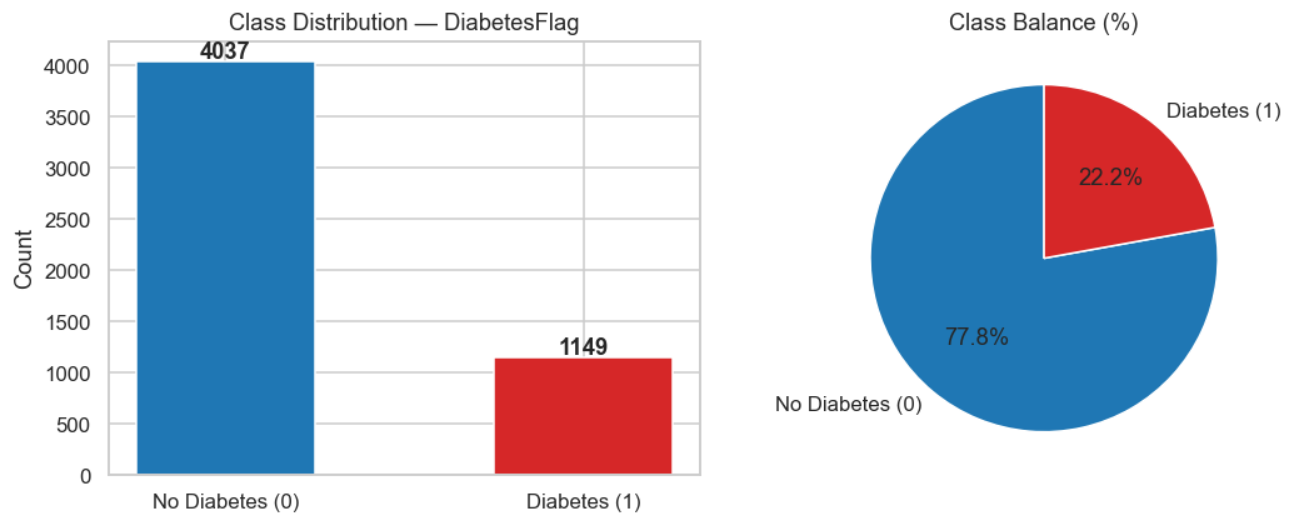 Class Distribution — DiabetesFlag
4037
4000
3500
3000
2500
2000
1500
1149
1000
500
0
Count
No Diabetes (0)
Diabetes (1)
Class Balance (%)
Diabetes (1)
22.2%
77.8%
No Diabetes (0)